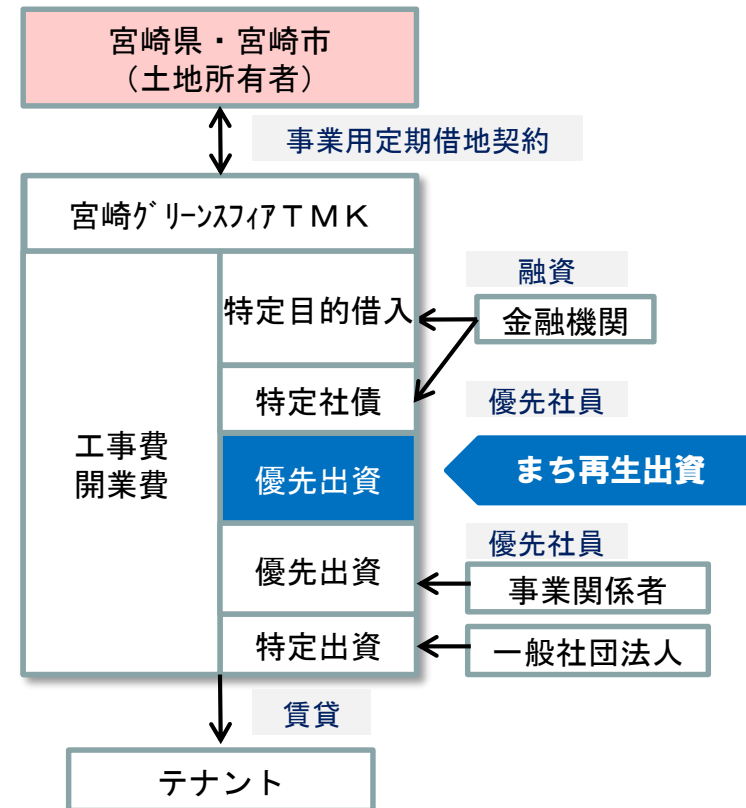 宮崎県・宮崎市
（土地所有者）
事業用定期借地契約
宮崎ｸﾞﾘｰﾝｽﾌｨｱＴＭＫ
工事費
開業費
特定目的借入
特定社債
優先出資
優先出資
特定出資
融資
金融機関
優先社員
まち再生出資
優先社員
事業関係者
一般社団法人
賃貸
テナント